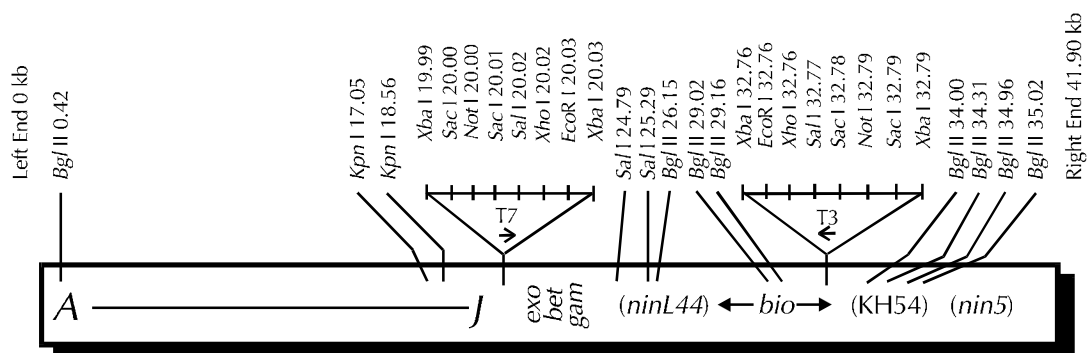 Left End 0 kb
Bgl II 0.42
Kpn I 17.05
Kpn I 18.56
Xba I 19.99
Sac I 20.00
Not I 20.00
Sac I 20.01
Sal I 20.02
Xho I 20.02
EcoR I 20.03
Xba I 20.03
Sal I 24.79
Sal I 25.29
Bgl II 26.15
Bgl II 29.02
Bgl II 29.16
Xba I 32.76
EcoR I 32.76
Xho I 32.76
Sal I 32.77
Sac I 32.78
Not I 32.79
Sac I 32.79
Xba I 32.79
Bgl II 34.00
Bgl II 34.31
Bgl II 34.96
Bgl II 35.02
Right End 41.90 kb
T7
T3
A
J
exo
bet
gam
(ninL44)
bio
(KH54)
(nin5)